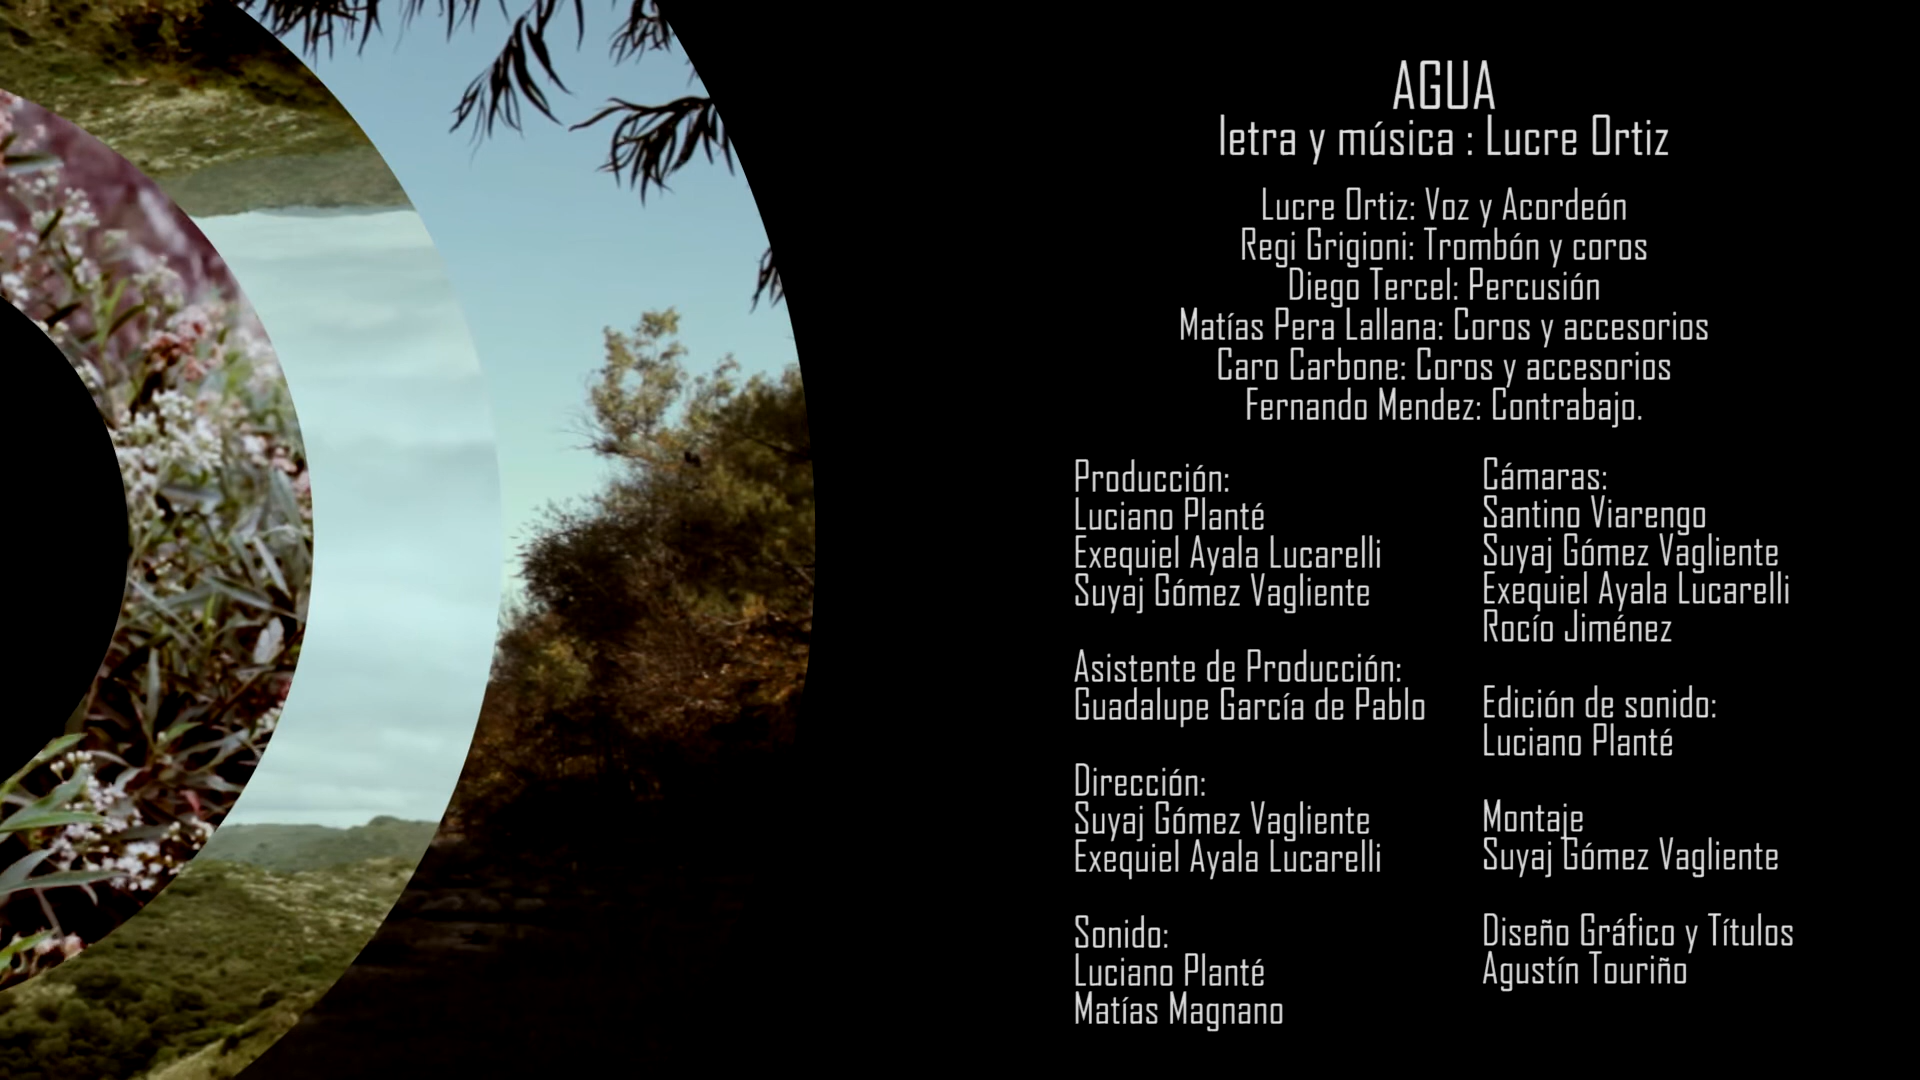 AGUA
letra y música : Lucre Ortiz
Lucre Ortiz: Voz y Acordeón
Regi Grigioni: Trombón y coros
Diego Tercel: Percusión
Matías Pera Lallana: Coros y accesorios
Caro Carbone: Coros y accesorios
Fernando Mendez: Contrabajo.
Producción:
Luciano Planté
Exequiel Ayala Lucarelli
Suyaj Gómez Vagliente
Asistente de Producción:
Guadalupe García de Pablo
Dirección:
Suyaj Gómez Vagliente
Exequiel Ayala Lucarelli
Sonido:
Luciano Planté
Matías Magnano
Cámaras:
Santino Viarengo
Suyaj Gómez Vagliente
Exequiel Ayala Lucarelli
Rocío Jiménez
Edición de sonido:
Luciano Planté
Montaje
Suyaj Gómez Vagliente
Diseño Gráfico y Títulos
Agustín Touriño